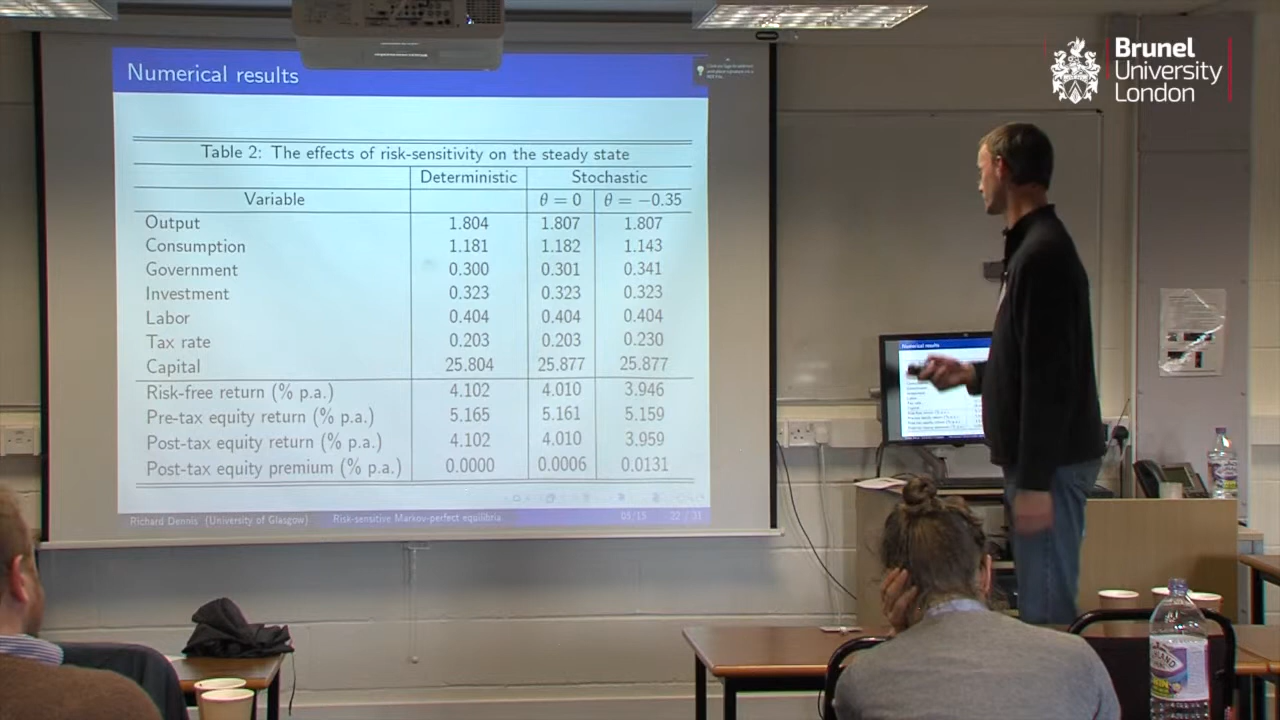 Numerical results
Table 2: The effects of risk-sensitivity on the steady state
Deterministic Stochastic
Variable θ = 0 θ = −0.35
Output 1.804 1.807 1.807
Consumption 1.181 1.182 1.143
Government 0.300 0.301 0.341
Investment 0.323 0.323 0.323
Labor 0.404 0.404 0.404
Tax rate 0.203 0.203 0.230
Capital 25.804 25.877 25.877
Risk-free return (% p.a.) 4.102 4.010 3.946
Pre-tax equity return (% p.a.) 5.165 5.161 5.159
Post-tax equity return (% p.a.) 4.102 4.010 3.959
Post-tax equity premium (% p.a.) 0.0000 0.0006 0.0131
Richard Dennis (University of Glasgow) Risk-sensitive Markov-perfect equilibria 05/15 22 / 31
Brunel
University
London
Numerical results